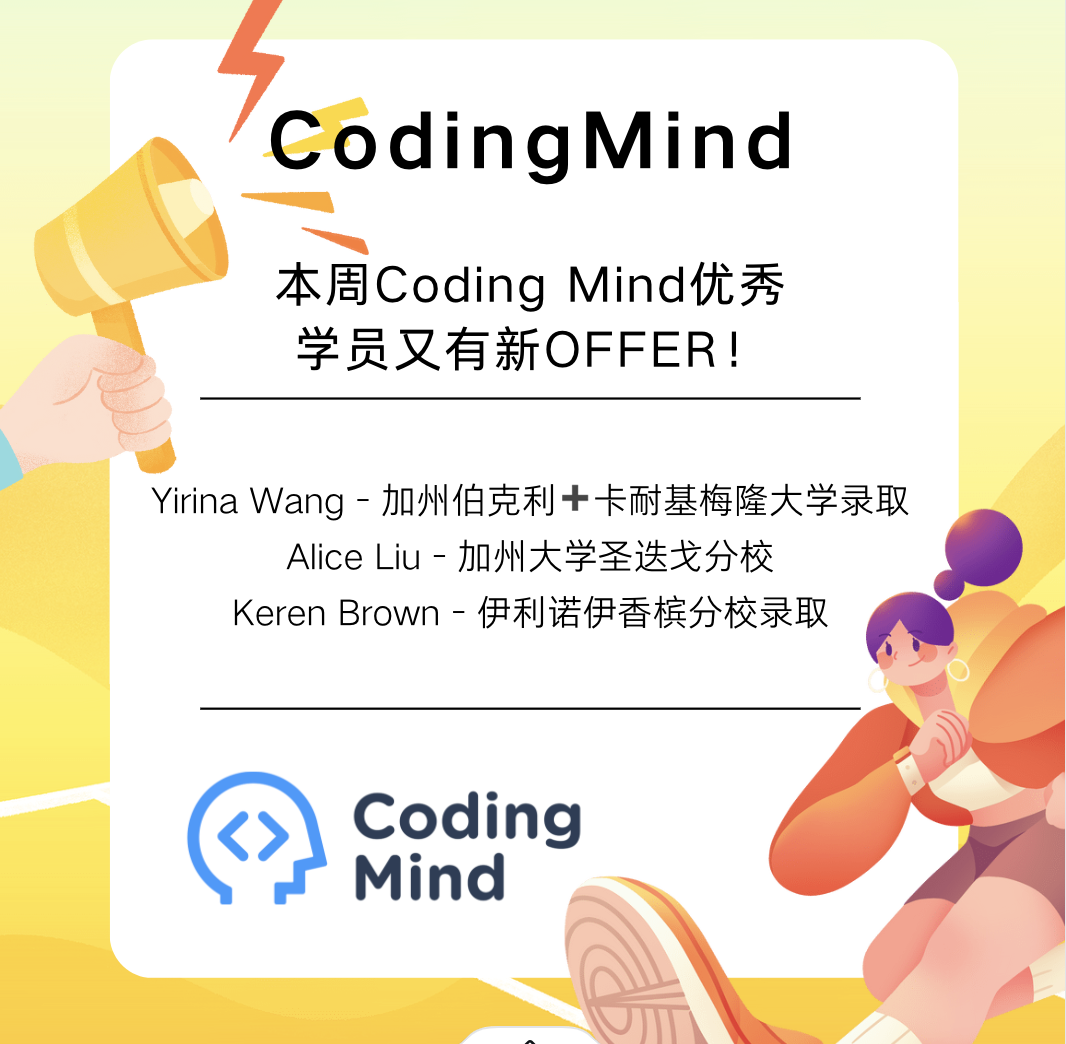 CodingMind
本周Coding Mind优秀
学员又有新OFFER！
Yirina Wang - 加州伯克利➕卡耐基梅隆大学录取
Alice Liu - 加州大学圣迭戈分校
Keren Brown - 伊利诺伊香槟分校录取
Coding
Mind